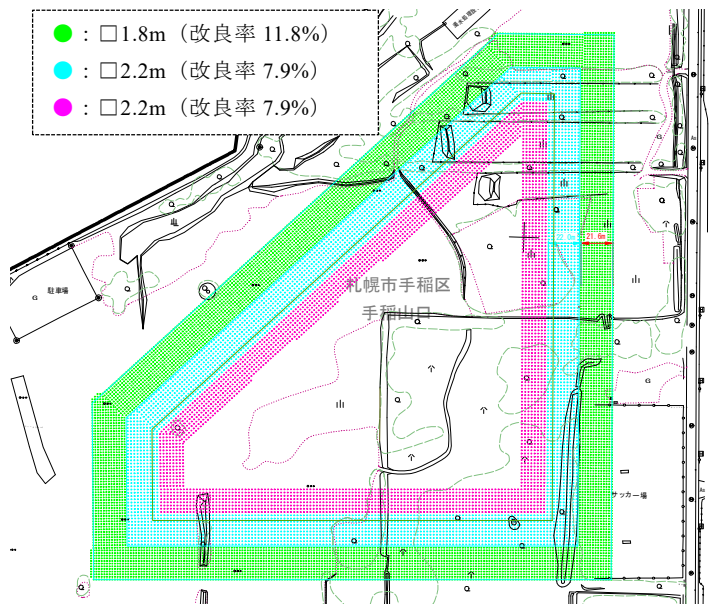 ：□1.8m（改良率 11.8%）
：□2.2m（改良率 7.9%）
：□2.2m（改良率 7.9%）
21.6m
札幌市手稲区
手稲山口
駐車場
G
G
G
サッカー場